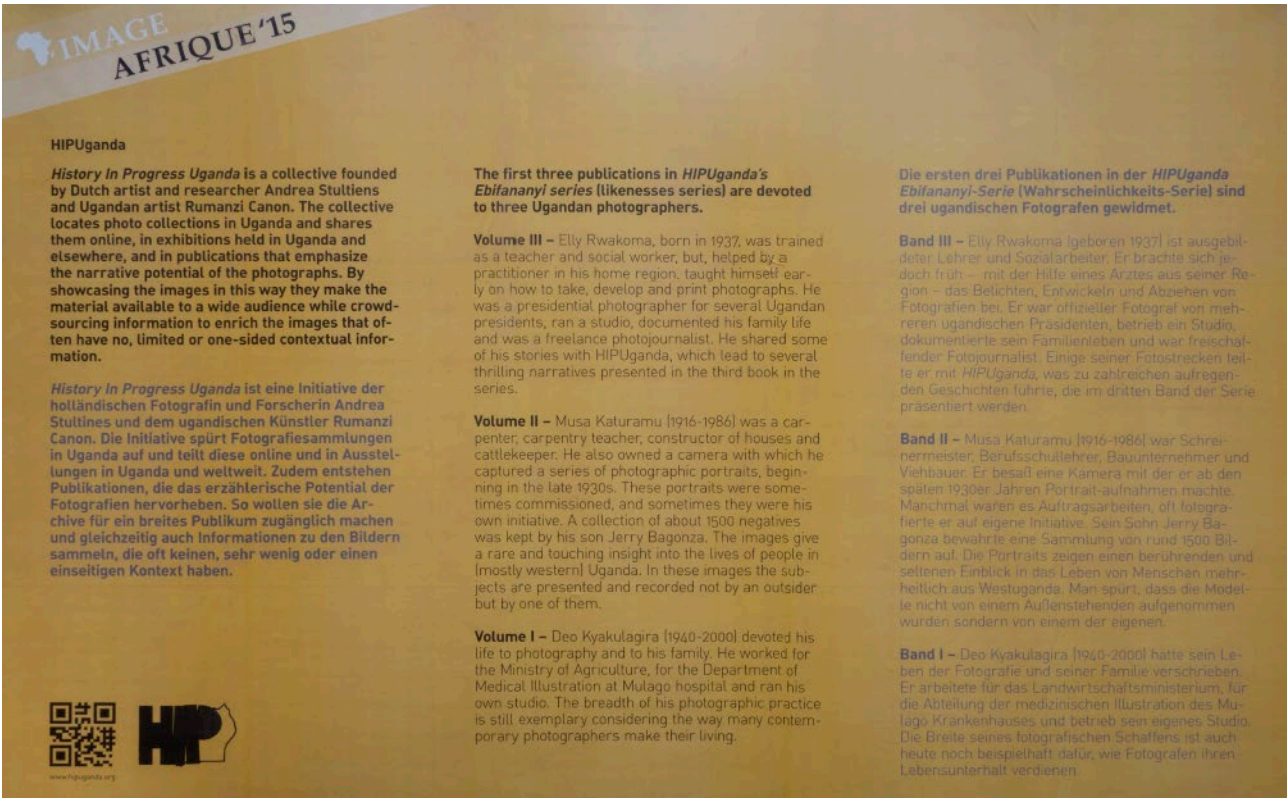 IMAGE
AFRIQUE '15
HIPUganda
History In Progress Uganda is a collective founded
by Dutch artist and researcher Andrea Stultiens
and Ugandan artist Rumanzi Canon. The collective
locates photo collections in Uganda and shares
them online, in exhibitions held in Uganda and
elsewhere, and in publications that emphasize
the narrative potential of the photographs. By
showcasing the images in this way they make the
material available to a wide audience while crowd-
sourcing information to enrich the images that of-
ten have no, limited or one-sided contextual infor-
mation.
History In Progress Uganda ist eine Initiative der
holländischen Fotografin und Forscherin Andrea
Stultines und dem ugandischen Künstler Rumanzi
Canon. Die Initiative spürt Fotografiesammlungen
in Uganda auf und teilt diese online und in Ausstel-
lungen in Uganda und weltweit. Zudem entstehen
Publikationen, die das erzählerische Potential der
Fotografien hervorheben. So wollen sie die Ar-
chive für ein breites Publikum zugänglich machen
und gleichzeitig auch Informationen zu den Bildern
sammeln, die oft keinen, sehr wenig oder einen
einseitigen Kontext haben.
www.hipuganda.org
HIP
The first three publications in HIPUganda's
Ebifananyi series (likenesses series) are devoted
to three Ugandan photographers.
Volume III – Elly Rwakoma, born in 1937, was trained
as a teacher and social worker, but, helped by a
practitioner in his home region, taught himself ear-
ly on how to take, develop and print photographs. He
was a presidential photographer for several Ugandan
presidents, ran a studio, documented his family life
and was a freelance photojournalist. He shared some
of his stories with HIPUganda, which lead to several
thrilling narratives presented in the third book in the
series.
Volume II – Musa Katuramu (1916-1986) was a car-
penter, carpentry teacher, constructor of houses and
cattlekeeper. He also owned a camera with which he
captured a series of photographic portraits, begin-
ning in the late 1930s. These portraits were some-
times commissioned, and sometimes they were his
own initiative. A collection of about 1500 negatives
was kept by his son Jerry Bagonza. The images give
a rare and touching insight into the lives of people in
(mostly western) Uganda. In these images the sub-
jects are presented and recorded not by an outsider
but by one of them.
Volume I – Deo Kyakulagira (1940-2000) devoted his
life to photography and to his family. He worked for
the Ministry of Agriculture, for the Department of
Medical Illustration at Mulago hospital and ran his
own studio. The breadth of his photographic practice
is still exemplary considering the way many contem-
porary photographers make their living.
Die ersten drei Publikationen in der HIPUganda
Ebifananyi-Serie (Wahrscheinlichkeits-Serie) sind
drei ugandischen Fotografen gewidmet.
Band III – Elly Rwakoma (geboren 1937) ist ausgebil-
deter Lehrer und Sozialarbeiter. Er brachte sich je-
doch früh – mit der Hilfe eines Arztes aus seiner Re-
gion – das Belichten, Entwickeln und Abziehen von
Fotografien bei. Er war offizieller Fotograf von meh-
reren ugandischen Präsidenten, betrieb ein Studio,
dokumentierte sein Familienleben und war freischaf-
fender Fotojournalist. Einige seiner Fotostrecken teil-
te er mit HIPUganda, was zu zahlreichen aufregen-
den Geschichten führte, die im dritten Band der Serie
präsentiert werden.
Band II – Musa Katuramu (1916-1986) war Schrei-
nermeister, Berufsschullehrer, Bauunternehmer und
Viehbauer. Er besaß eine Kamera mit der er ab den
späten 1930er Jahren Portrait-aufnahmen machte.
Manchmal waren es Auftragsarbeiten, oft fotogra-
fierte er auf eigene Initiative. Sein Sohn Jerry Ba-
gonza bewahrte eine Sammlung von rund 1500 Bil-
dern auf. Die Portraits zeigen einen berührenden und
seltenen Einblick in das Leben von Menschen mehr-
heitlich aus Westuganda. Man spürt, dass die Model-
le nicht von einem Außenstehenden aufgenommen
wurden sondern von einem der eigenen.
Band I – Deo Kyakulagira (1940-2000) hatte sein Le-
ben der Fotografie und seiner Familie verschrieben.
Er arbeitete für das Landwirtschaftsministerium, für
die Abteilung der medizinischen Illustration des Mu-
lago Krankenhauses und betrieb sein eigenes Studio.
Die Breite seines fotografischen Schaffens ist auch
heute noch beispielhaft dafür, wie Fotografen ihren
Lebensunterhalt verdienen.